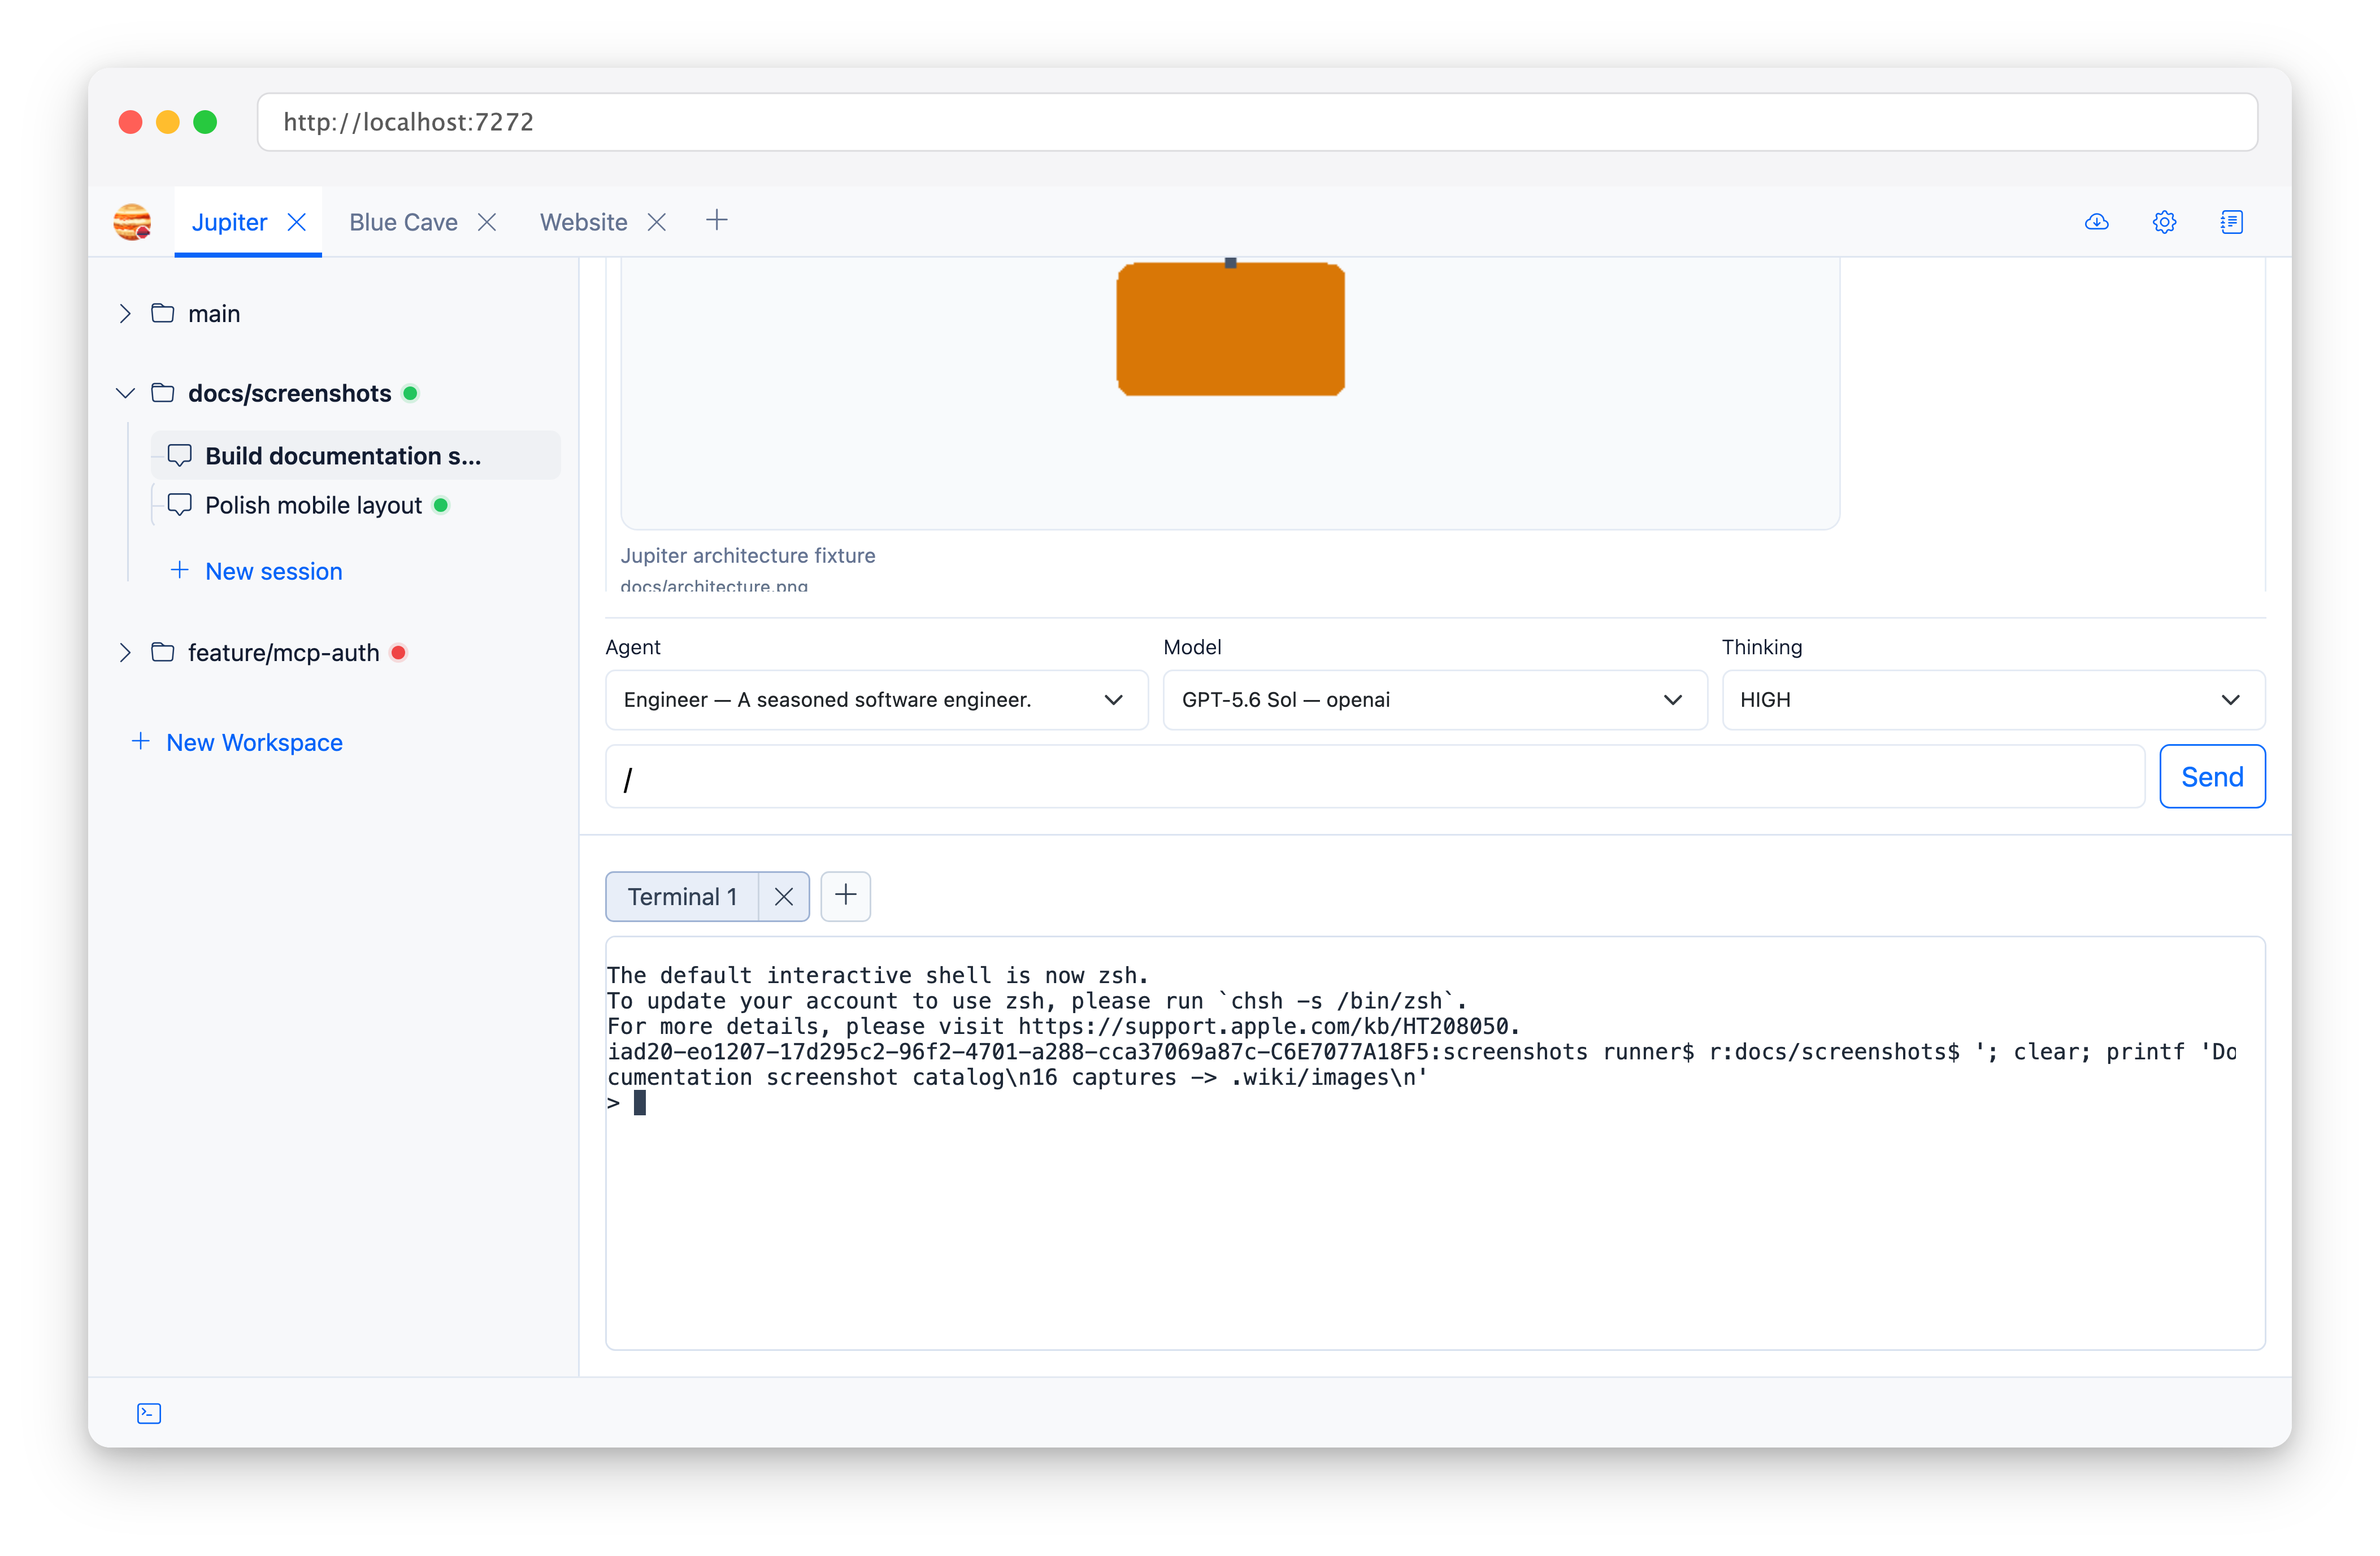 http://localhost:7272
Jupiter
Blue Cave
Website
main
docs/screenshots
Build documentation s...
Polish mobile layout
New session
feature/mcp-auth
New Workspace
Jupiter architecture fixture
docs/architecture.png
Agent
Model
Thinking
Engineer — A seasoned software engineer.
GPT-5.6 Sol — openai
HIGH
/
Send
Terminal 1
The default interactive shell is now zsh.
To update your account to use zsh, please run `chsh -s /bin/zsh`.
For more details, please visit https://support.apple.com/kb/HT208050.
iad20-eo1207-17d295c2-96f2-4701-a288-cca37069a87c-C6E7077A18F5:screenshots runner$ r:docs/screenshots$ '; clear; printf 'Do
cumentation screenshot catalog\n16 captures -> .wiki/images\n'
>